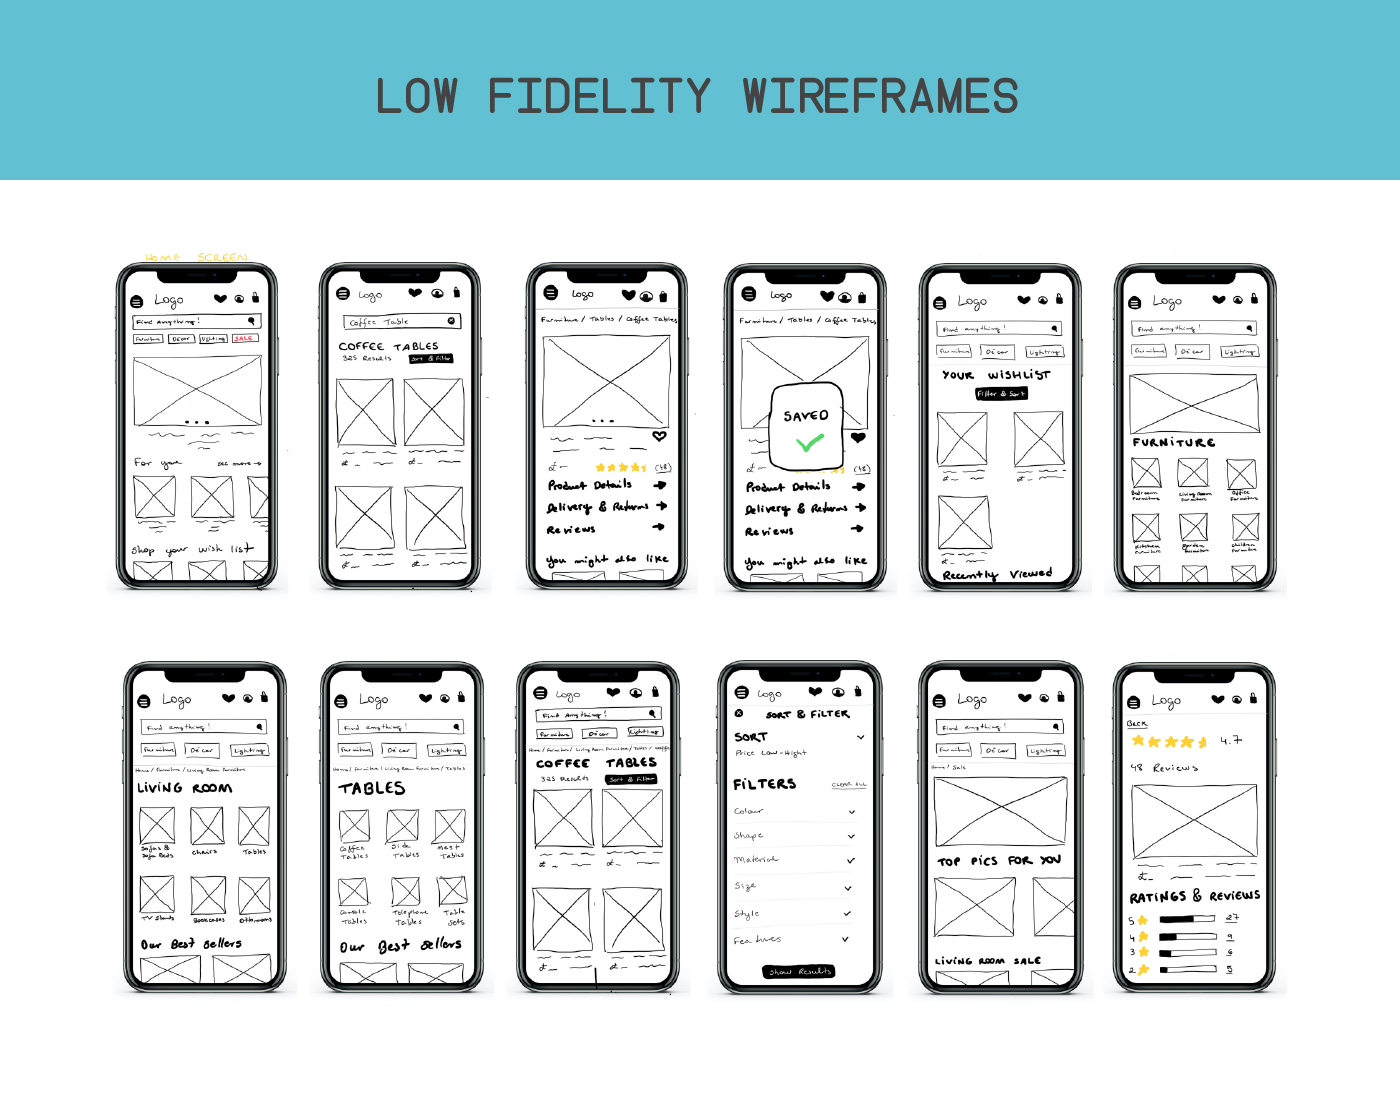 LOW FIDELITY WIREFRAMES
HOME SCREEN
Logo
Find Anything!
Furniture Décor Lighting SALE
For you see more
Shop your wish list
Logo
Coffee Table
COFFEE TABLES
325 Results Sort & Filter
£
£
£
£
Logo
Furniture / Tables / Coffee Tables
£ (48)
Product Details
Delivery & Returns
Reviews
You might also like
Logo
Furniture / Tables / Coffee Tables
SAVED
£ (48)
Product Details
Delivery & Returns
Reviews
You might also like
Logo
Find anything!
Furniture Décor Lighting
YOUR WISHLIST
Filter & Sort
£
£
£
Recently Viewed
Logo
Find anything!
Furniture Décor Lighting
FURNITURE
Bedroom Furniture
Living Room Furniture
Office Furniture
Kitchen Furniture
Garden Furniture
Children Furniture
Logo
Find anything!
Furniture Décor Lighting
Home / Furniture / Living Room Furniture
LIVING ROOM
Sofas &
Sofa Beds
Chairs
Tables
TV Stands
Bookcases
Ottomans
Our Best Sellers
Logo
Find anything!
Furniture Décor Lighting
Home / Furniture / Living Room Furniture / Tables
TABLES
Coffee
Tables
Side
Tables
Nest
Tables
Console
Tables
Telephone
Tables
Table
Sets
Our Best Sellers
Logo
Find Anything!
Furniture Décor Lighting
Home / Furniture / Living Room Furniture / Tables / Coffee
COFFEE TABLES
325 Results Sort & Filter
£
£
£
£
Logo
SORT & FILTER
SORT
Price Low-Hight
FILTERS CLEAR ALL
Colour
Shape
Material
Size
Style
Features
Show Results
Logo
Find anything!
Furniture Décor Lighting
Home / Sale
TOP PICS FOR YOU
LIVING ROOM SALE
Logo
Back
4.7
48 Reviews
£
RATINGS & REVIEWS
5 27
4 9
3 6
2 5